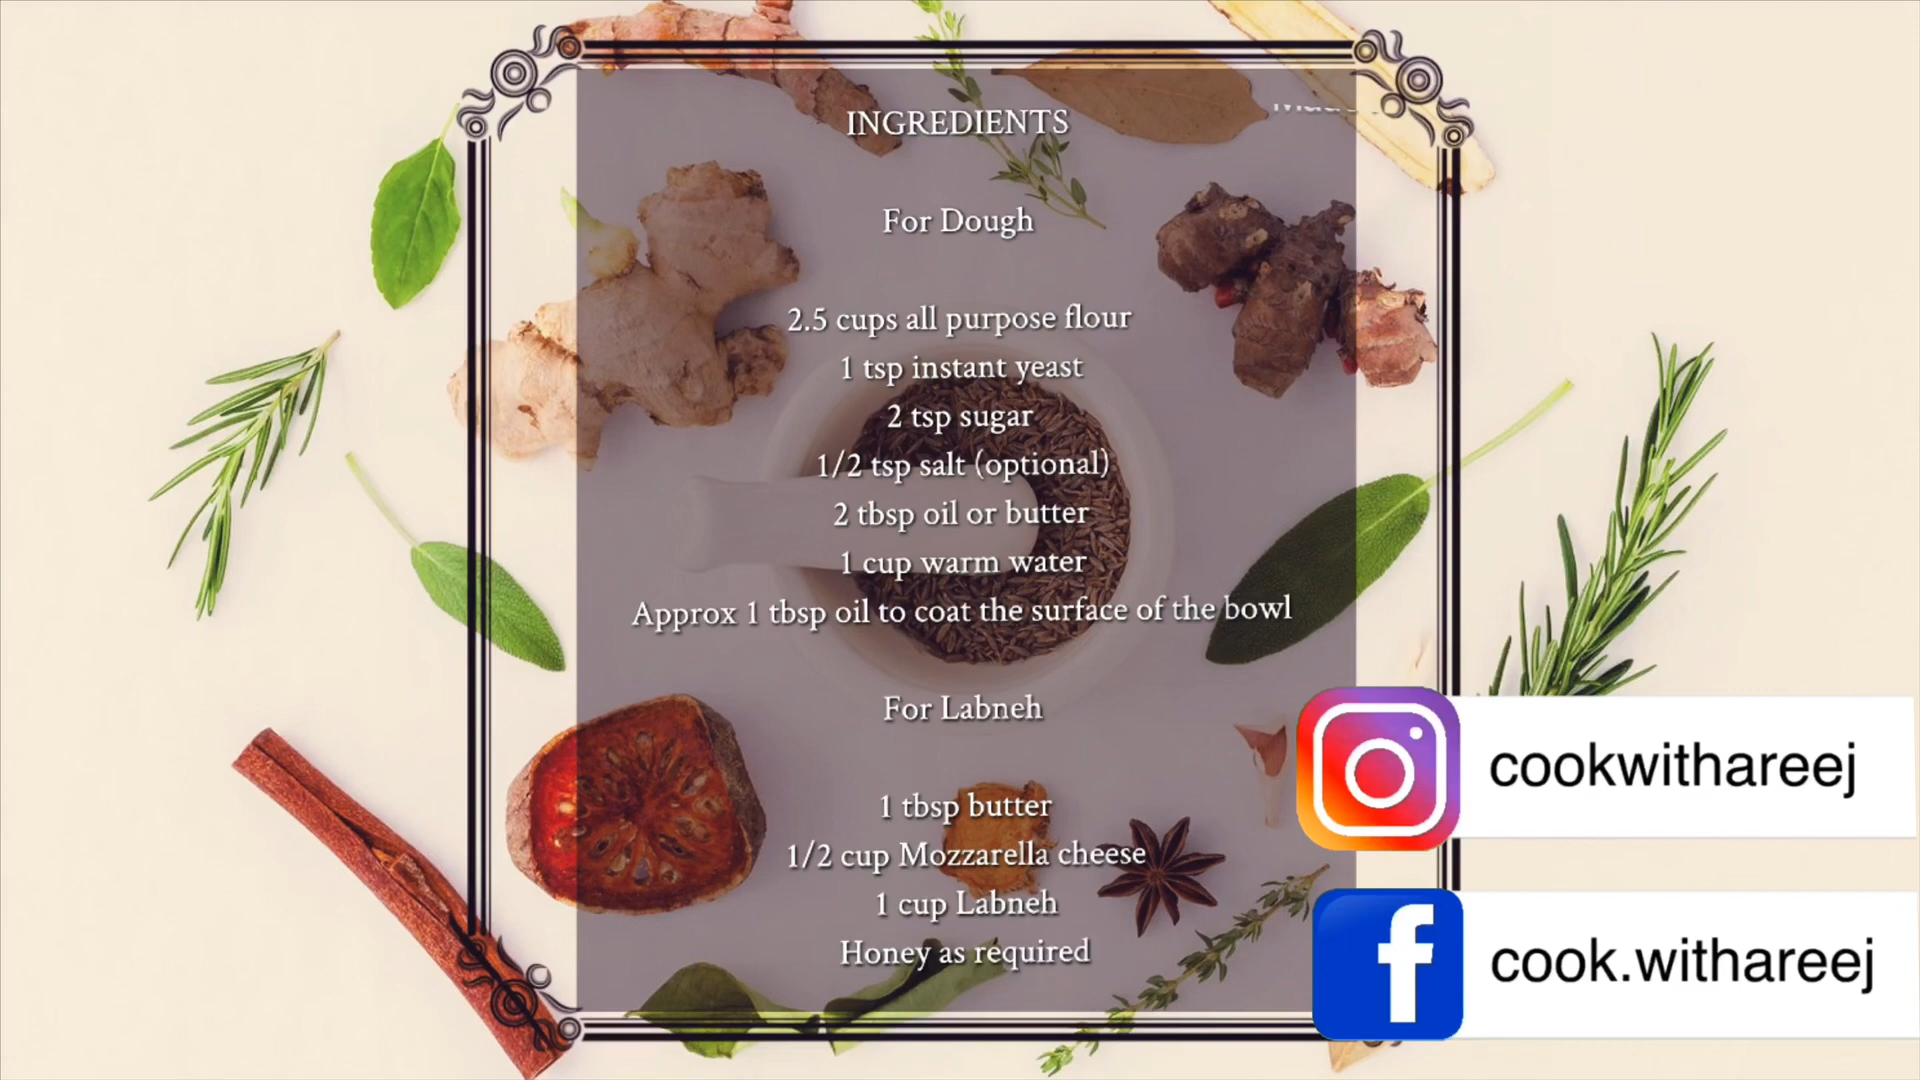 INGREDIENTS
For Dough
2.5 cups all purpose flour
1 tsp instant yeast
2 tsp sugar
1/2 tsp salt (optional)
2 tbsp oil or butter
1 cup warm water
Approx 1 tbsp oil to coat the surface of the bowl
For Labneh
1 tbsp butter
1/2 cup Mozzarella cheese
1 cup Labneh
Honey as required
cookwithareej
cook.withareej